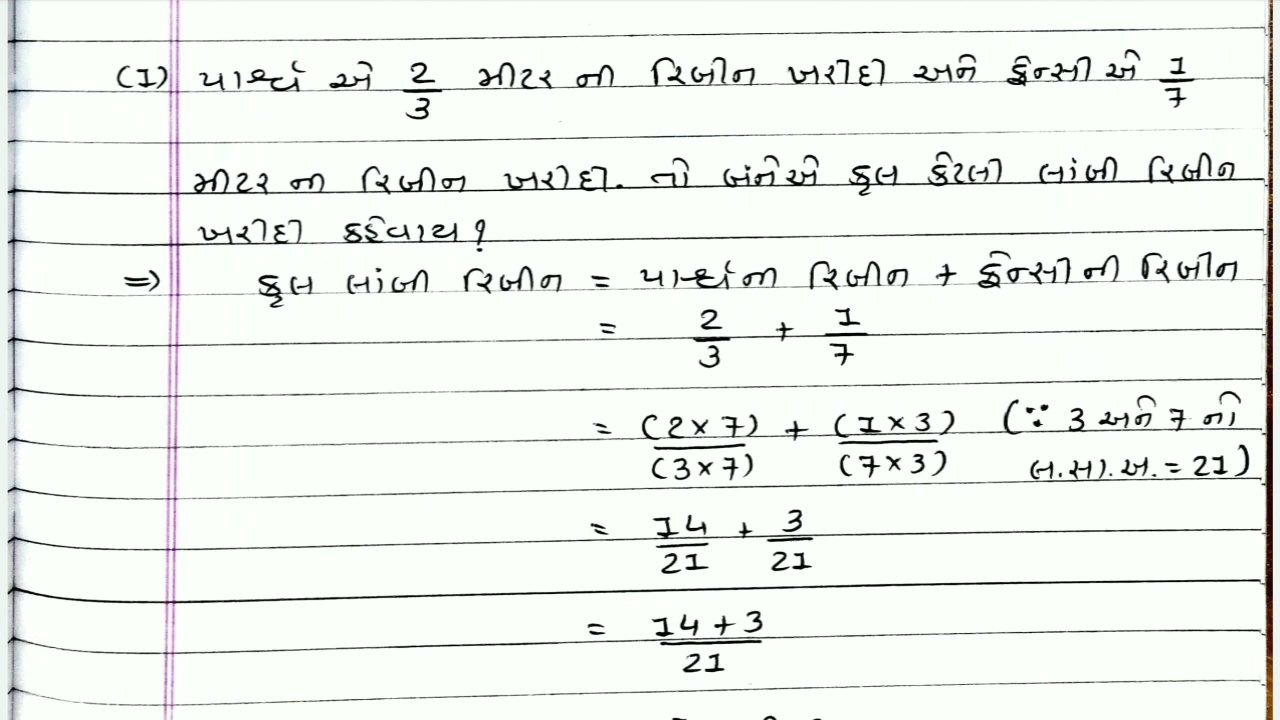 (1) પાર્થ એ 2/3 મીટર ની રિબીન ખરીદી અને ફેન્સી એ 1/7
મીટર ની રિબીન ખરીદી. તો બંનેએ કૂલ કેટલી લાંબી રિબીન
ખરીદી કહેવાય?
⇒ કૂલ લાંબી રિબીન = પાર્થની રિબીન + ફેન્સીની રિબીન
= 2/3 + 1/7
= (2×7)/(3×7) + (1×3)/(7×3) (∵ 3 અને 7 નો
લ.સા.અ. = 21)
= 14/21 + 3/21
= 14+3/21